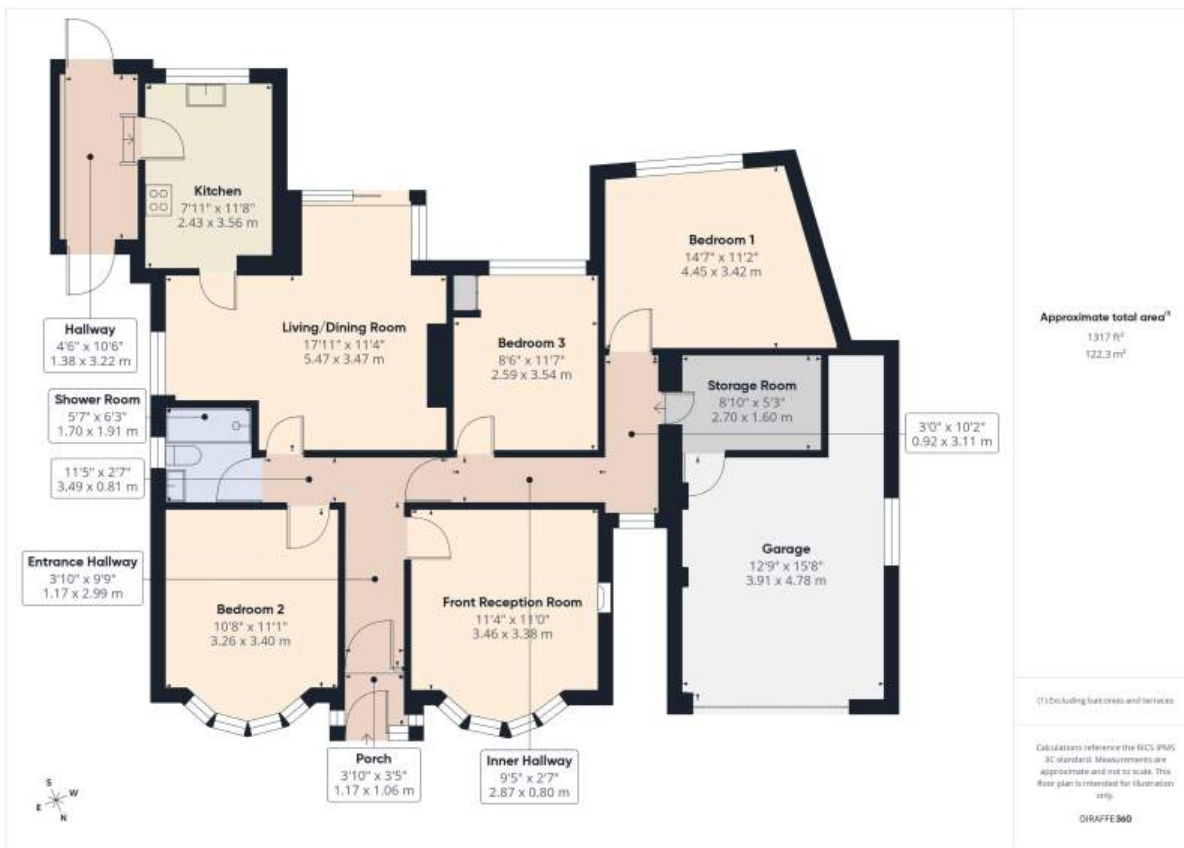 Kitchen
7'11" x 11'8"
2.43 x 3.56 m
Bedroom 1
14'7" x 11'2"
4.45 x 3.42 m
Hallway
4'6" x 10'6"
1.38 x 3.22 m
Living/Dining Room
17'11" x 11'4"
5.47 x 3.47 m
Bedroom 3
8'6" x 11'7"
2.59 x 3.54 m
Storage Room
8'10" x 5'3"
2.70 x 1.60 m
Shower Room
5'7" x 6'3"
1.70 x 1.91 m
3'0" x 10'2"
0.92 x 3.11 m
11'5" x 2'7"
3.49 x 0.81 m
Entrance Hallway
3'10" x 9'9"
1.17 x 2.99 m
Bedroom 2
10'8" x 11'1"
3.26 x 3.40 m
Front Reception Room
11'4" x 11'0"
3.46 x 3.38 m
Garage
12'9" x 15'8"
3.91 x 4.78 m
Porch
3'10" x 3'5"
1.17 x 1.06 m
Inner Hallway
9'5" x 2'7"
2.87 x 0.80 m
S
W
E
N
Approximate total area(1)
1317 ft²
122.3 m²
(1) Excluding balconies and terraces
Calculations reference the RICS IPMS
3C standard. Measurements are
approximate and not to scale. This
floor plan is intended for illustration
only.
GIRAFFE360